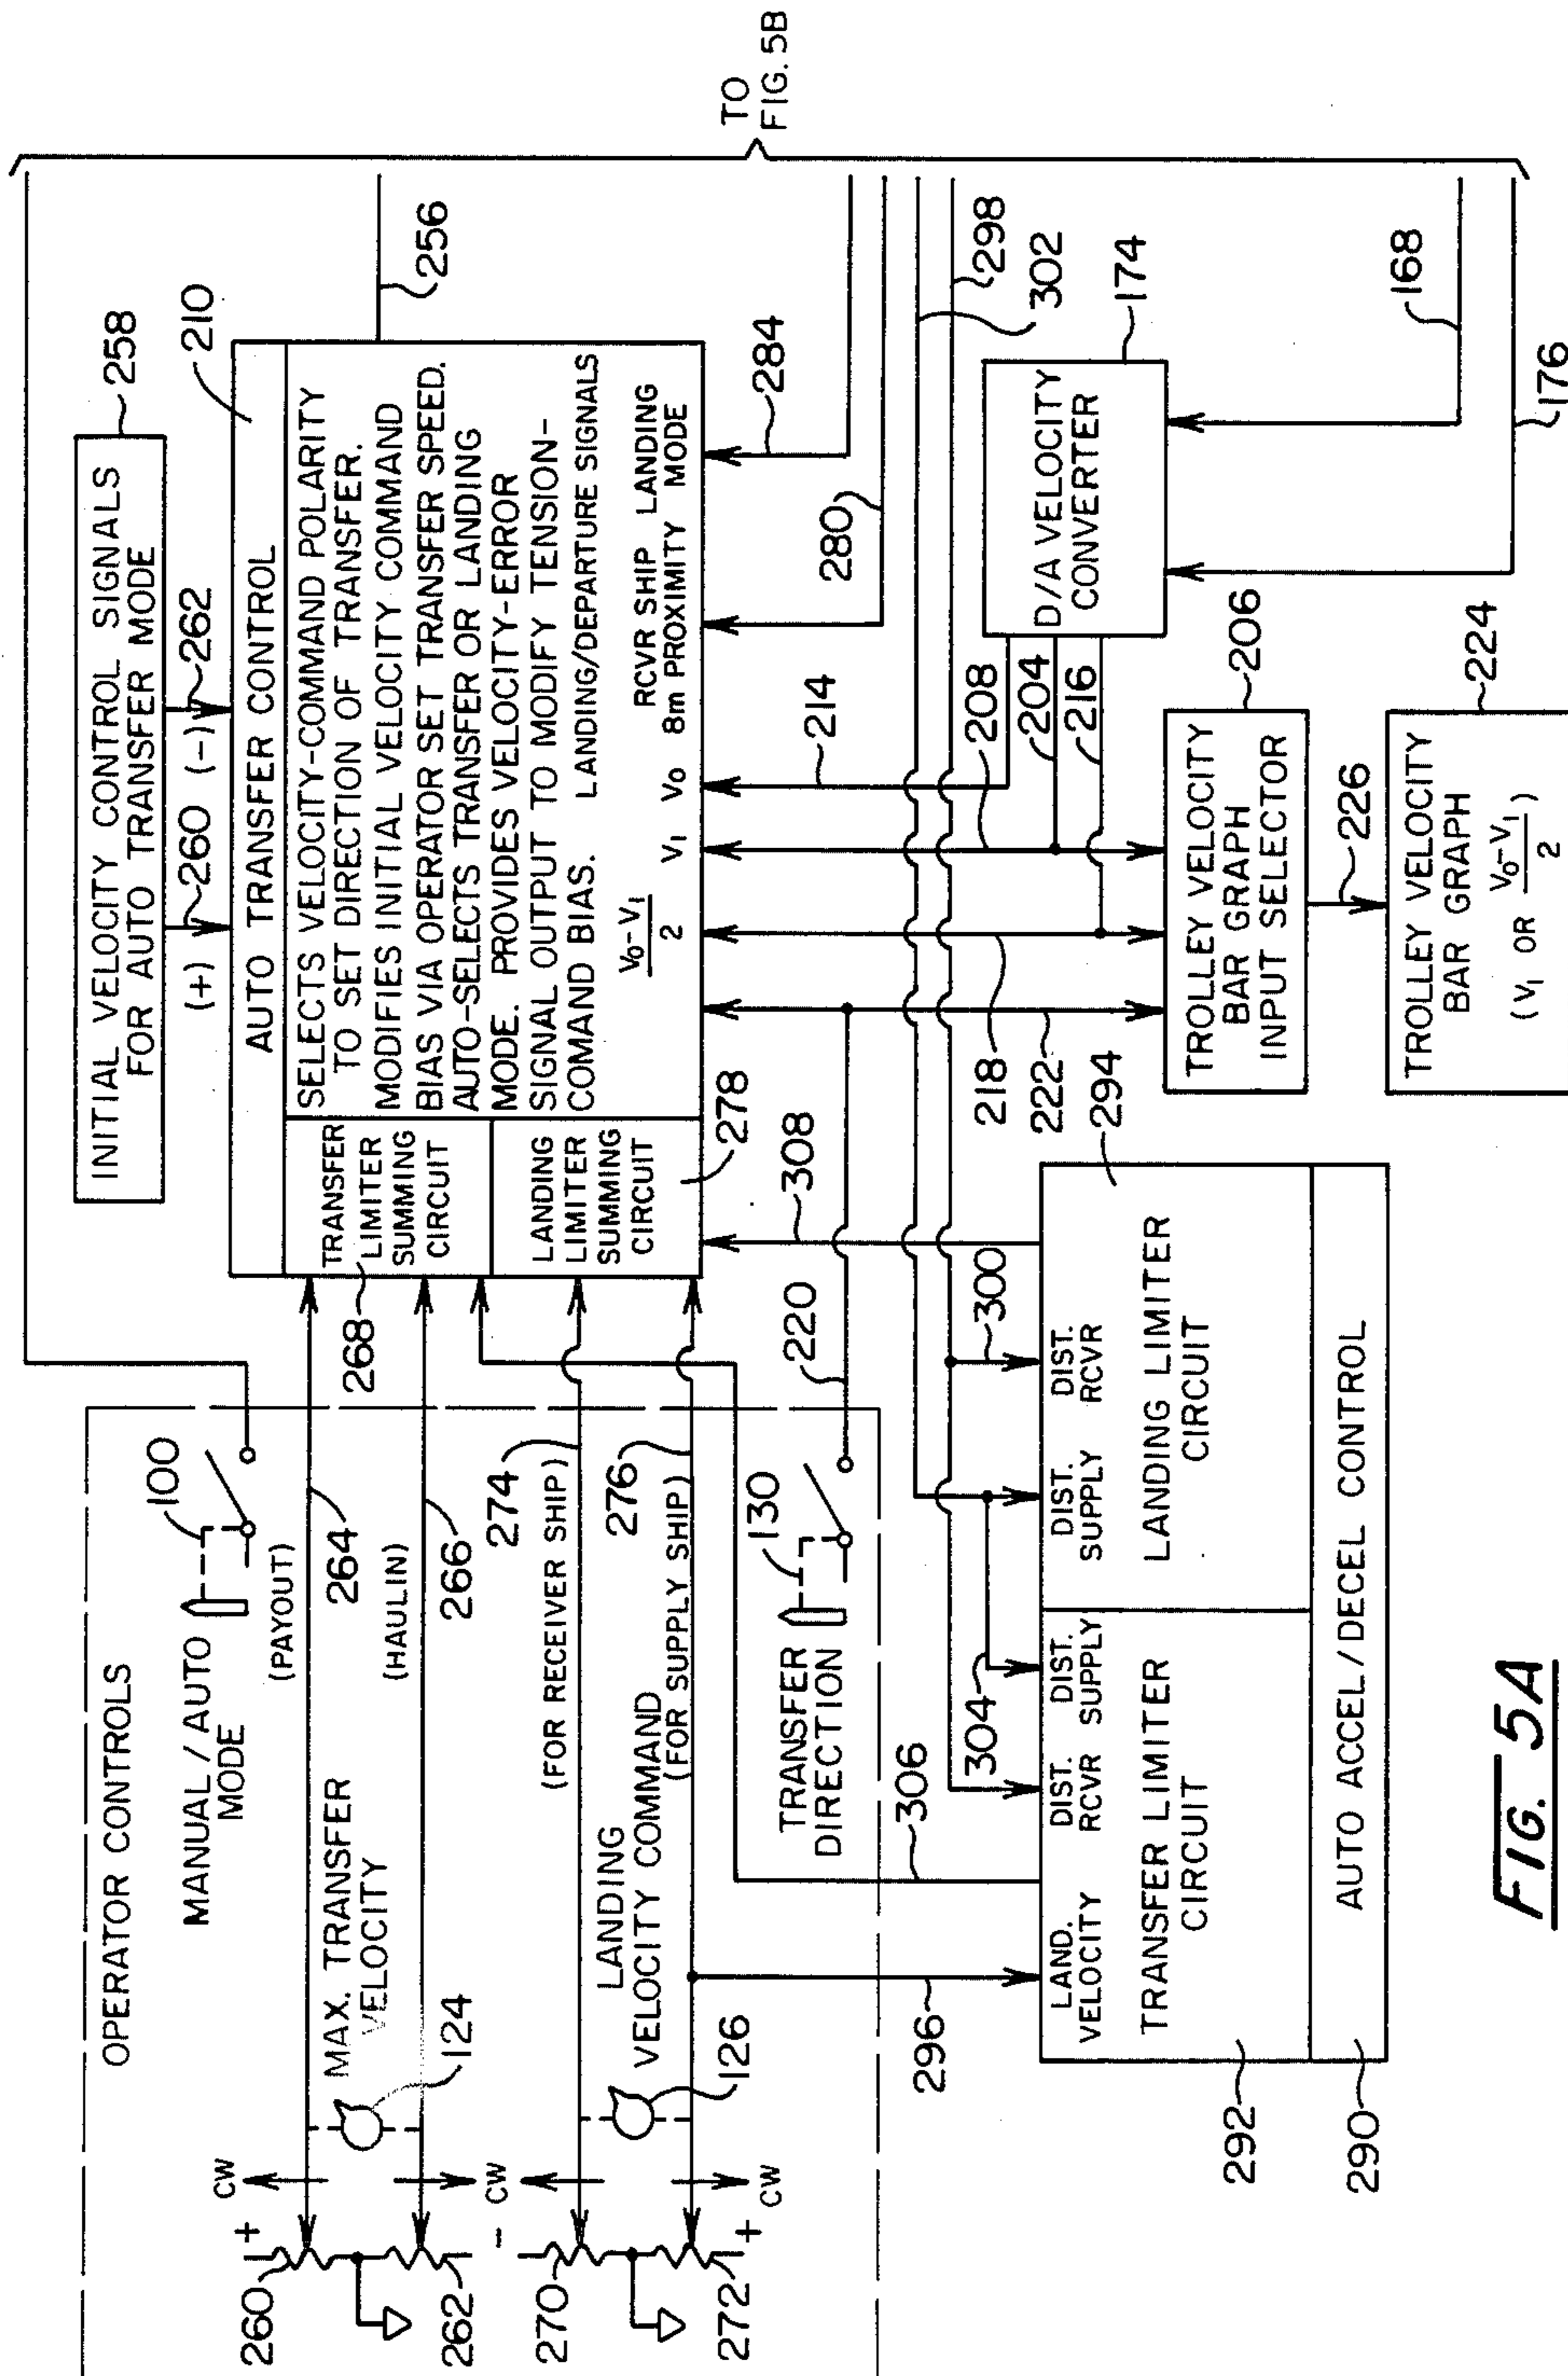 INITIAL VELOCITY CONTROL SIGNALS
FOR AUTO TRANSFER MODE
258
(+)
260
(-)
262
210
AUTO TRANSFER CONTROL
SELECTS VELOCITY-COMMAND POLARITY
TO SET DIRECTION OF TRANSFER.
MODIFIES INITIAL VELOCITY COMMAND
BIAS VIA OPERATOR SET TRANSFER SPEED.
AUTO-SELECTS TRANSFER OR LANDING
MODE. PROVIDES VELOCITY-ERROR
SIGNAL OUTPUT TO MODIFY TENSION-
COMAND BIAS.
LANDING/DEPARTURE SIGNALS
V0-V1
2
V1
V0
RCVR SHIP LANDING
8m PROXIMITY MODE
TRANSFER
LIMITER
SUMMING
CIRCUIT
268
LANDING
LIMITER
SUMMING
CIRCUIT
278
256
TO
FIG. 5B
OPERATOR CONTROLS
MANUAL / AUTO
MODE
100
(PAYOUT)
264
MAX. TRANSFER
VELOCITY
(HAULIN)
266
124
CW
+
260
262
-
CW
274
(FOR RECEIVER SHIP)
LANDING
VELOCITY COMMAND
276
(FOR SUPPLY SHIP)
126
270
272
+
CW
TRANSFER
DIRECTION
130
220
284
280
302
298
214
208
204
216
218
222
308
D/A VELOCITY
CONVERTER
174
168
176
TROLLEY VELOCITY
BAR GRAPH
INPUT SELECTOR
206
226
TROLLEY VELOCITY
BAR GRAPH
(V1 OR V0-V1
2
)
224
296
306
304
300
294
LAND.
VELOCITY
DIST.
RCVR
DIST.
SUPPLY
TRANSFER LIMITER
CIRCUIT
DIST.
SUPPLY
DIST.
RCVR
LANDING LIMITER
CIRCUIT
292
AUTO ACCEL/DECEL CONTROL
290
FIG. 5A